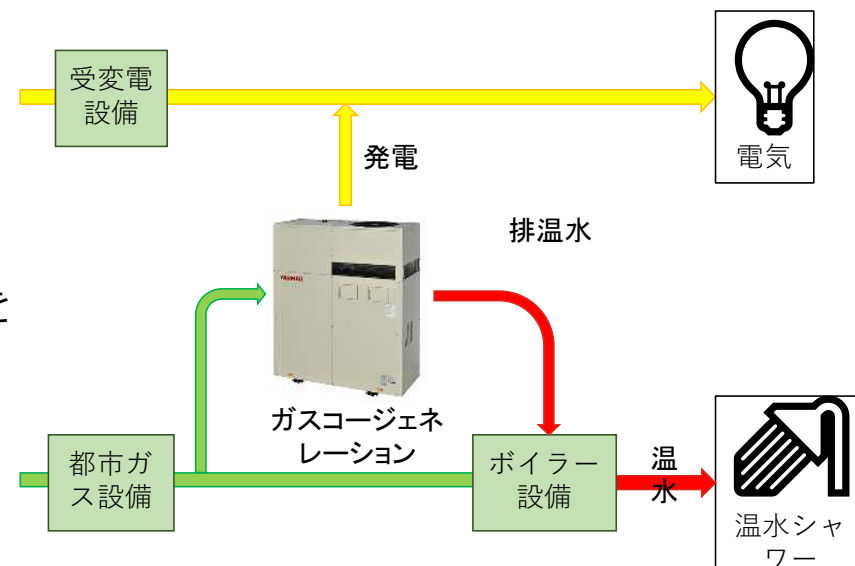 受変電
設備
電気
発電
排温水
YANMAR
と
ガスコージェネ
レーション
都市ガ
ス設備
ボイラー
設備
温
水
温水シャ
ワー